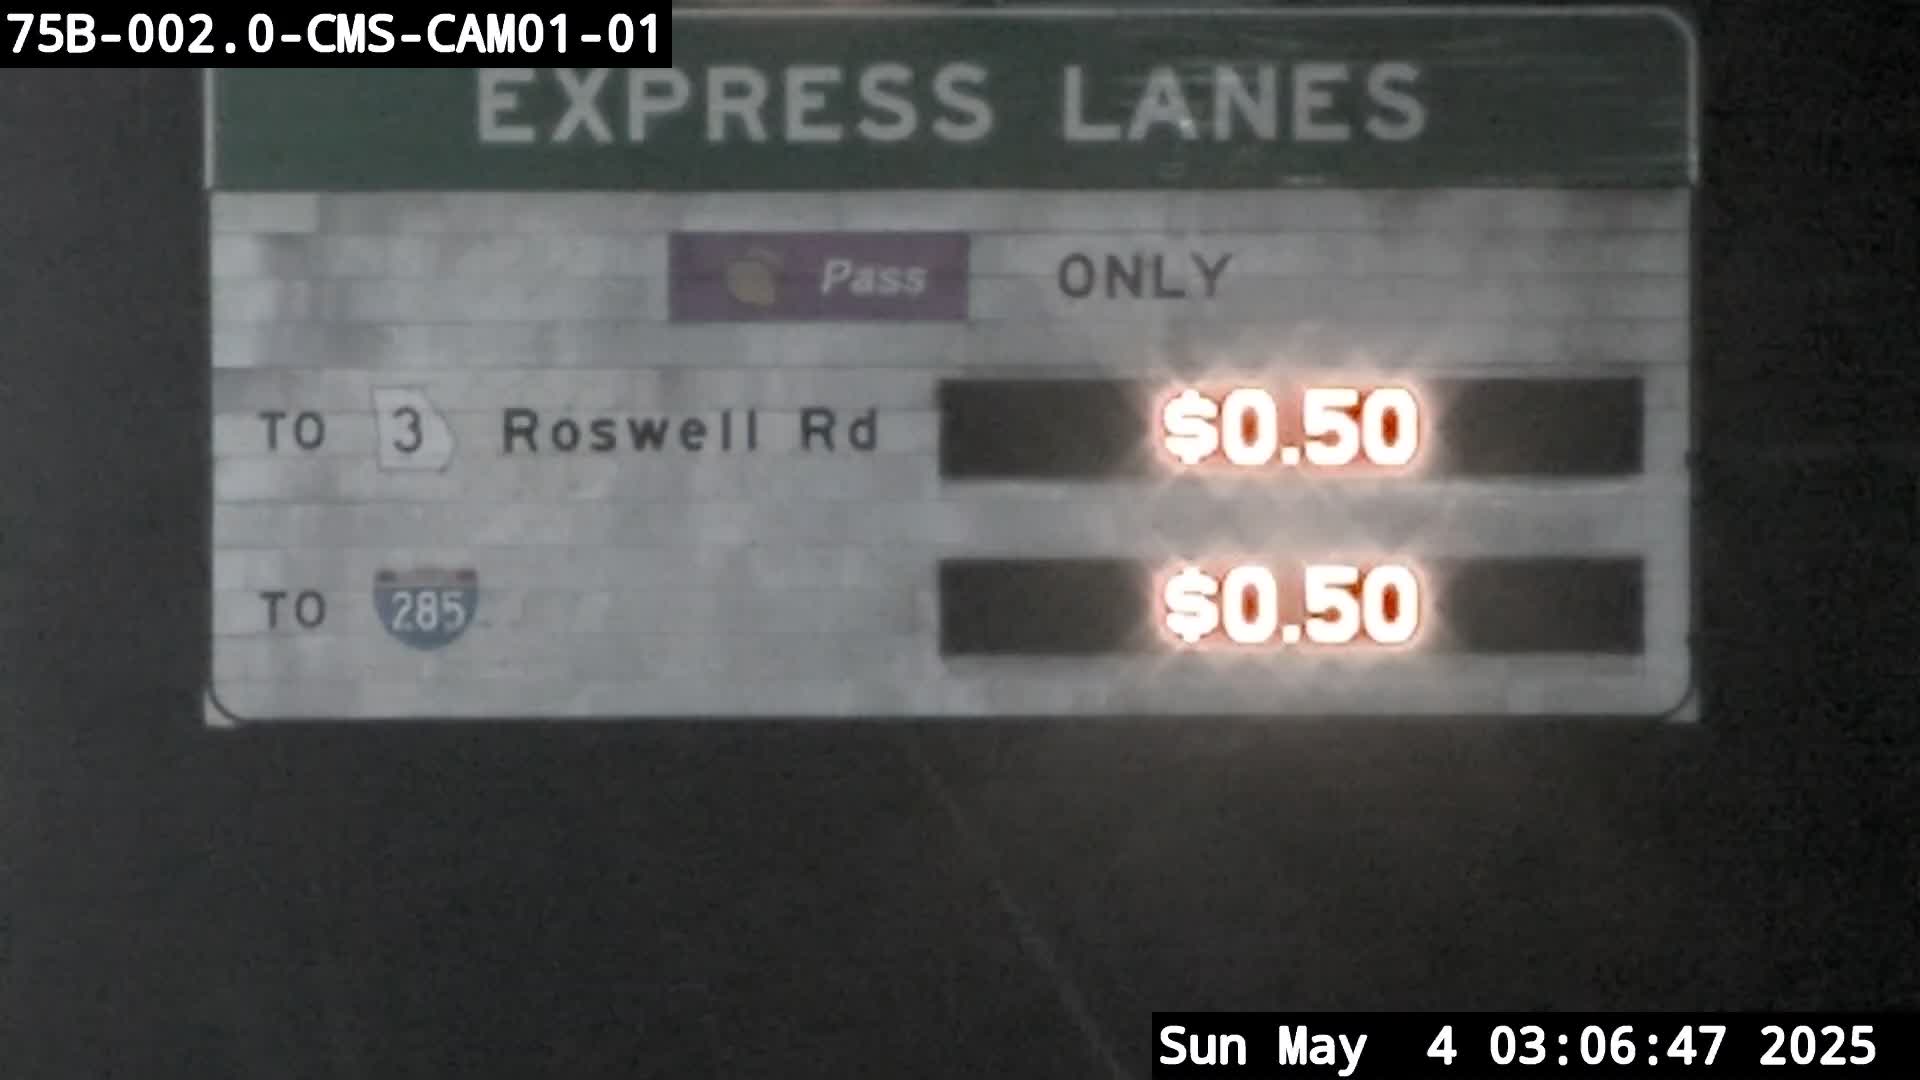 75B-002.0-CMS-CAM01-01
EXPRESS LANES
Pass ONLY
TO 3 Roswell Rd $0.50
TO 285 $0.50
Sun May 4 03:06:47 2025